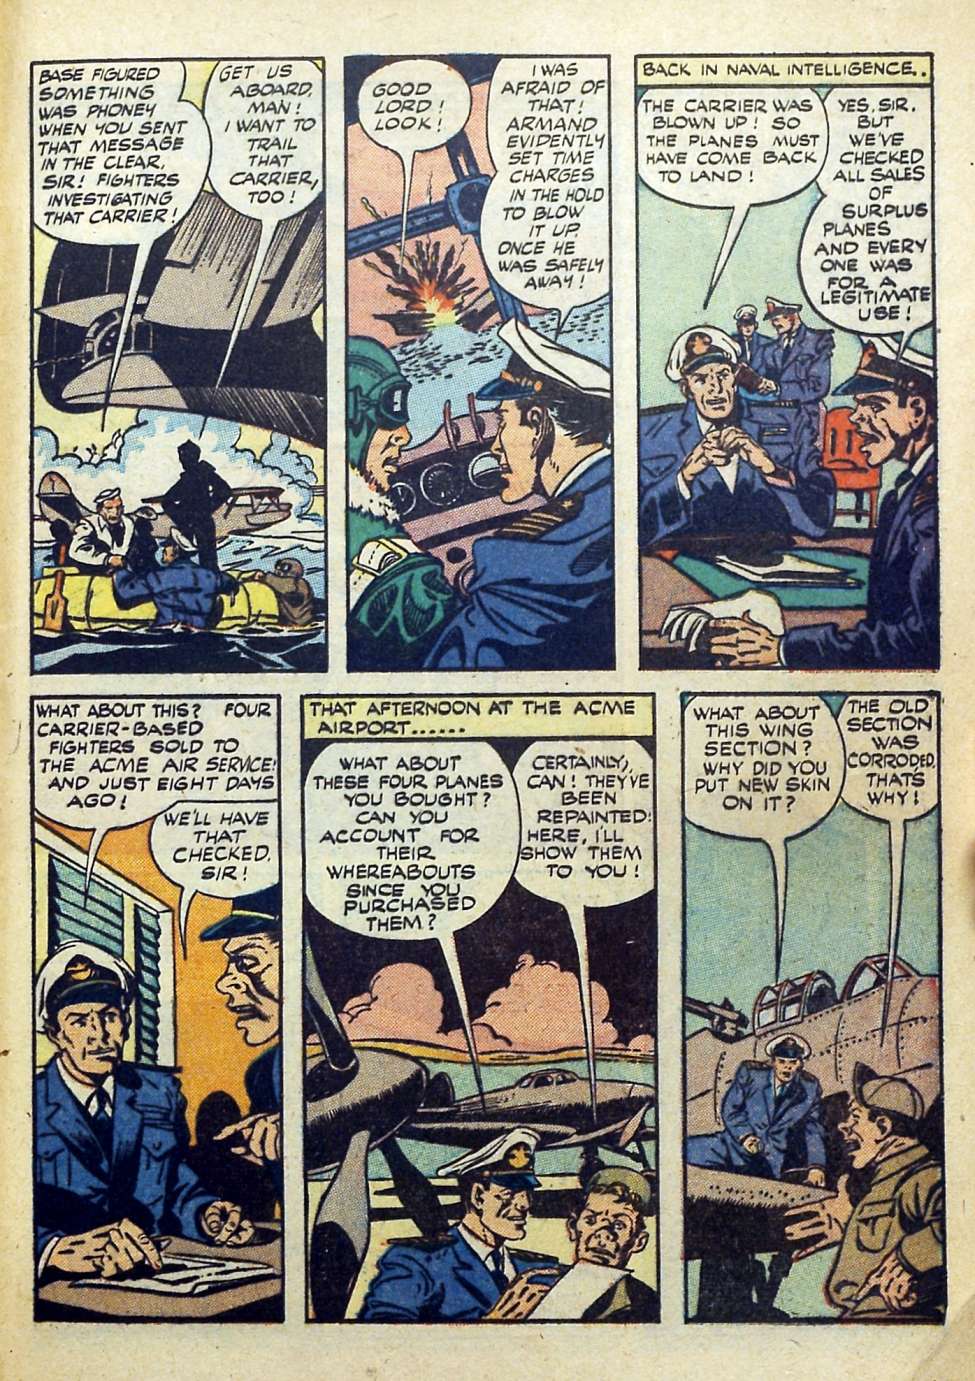 BASE FIGURED
SOMETHING
WAS PHONEY
WHEN YOU SENT
THAT MESSAGE
IN THE CLEAR,
SIR! FIGHTERS
INVESTIGATING
THAT CARRIER!
GET US
ABOARD,
MAN!
I WANT TO
TRAIL
THAT
CARRIER,
TOO!
GOOD
LORD!
LOOK!
I WAS
AFRAID OF
THAT!
ARMAND
EVIDENTLY
SET TIME
CHARGES
IN THE HOLD
TO BLOW
IT UP,
ONCE HE
WAS SAFELY
AWAY!
BACK IN NAVAL INTELLIGENCE..
THE CARRIER WAS
BLOWN UP! SO
THE PLANES MUST
HAVE COME BACK
TO LAND!
YES, SIR,
BUT
WE'VE
CHECKED
ALL SALES
OF
SURPLUS
PLANES
AND EVERY
ONE WAS
FOR A
LEGITIMATE
USE!
WHAT ABOUT THIS? FOUR
CARRIER-BASED
FIGHTERS SOLD TO
THE ACME AIR SERVICE!
AND JUST EIGHT DAYS
AGO!
WE'LL HAVE
THAT
CHECKED,
SIR!
THAT AFTERNOON AT THE ACME
AIRPORT......
WHAT ABOUT
THESE FOUR PLANES
YOU BOUGHT?
CAN YOU
ACCOUNT FOR
THEIR
WHEREABOUTS
SINCE YOU
PURCHASED
THEM?
CERTAINLY,
CAN! THEY'VE
BEEN
REPAINTED!
HERE, I'LL
SHOW THEM
TO YOU!
WHAT ABOUT
THIS WING
SECTION?
WHY DID YOU
PUT NEW SKIN
ON IT?
THE OLD
SECTION
WAS
CORRODED,
THAT'S
WHY!